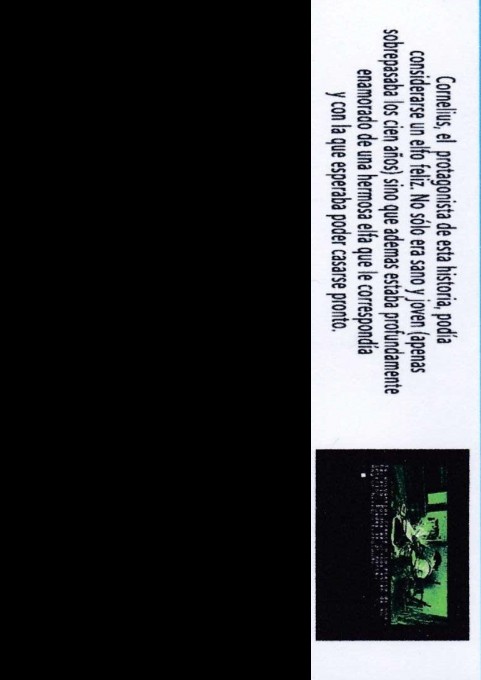 Cornelius, el protagonista de esta historia, podía
considerarse un elfo feliz. No sólo era sano y joven (apenas
sobrepasaba los cien años) sino que ademas estaba profundamente
enamorado de una hermosa elfa que le correspondía
y con la que esperaba poder casarse pronto.